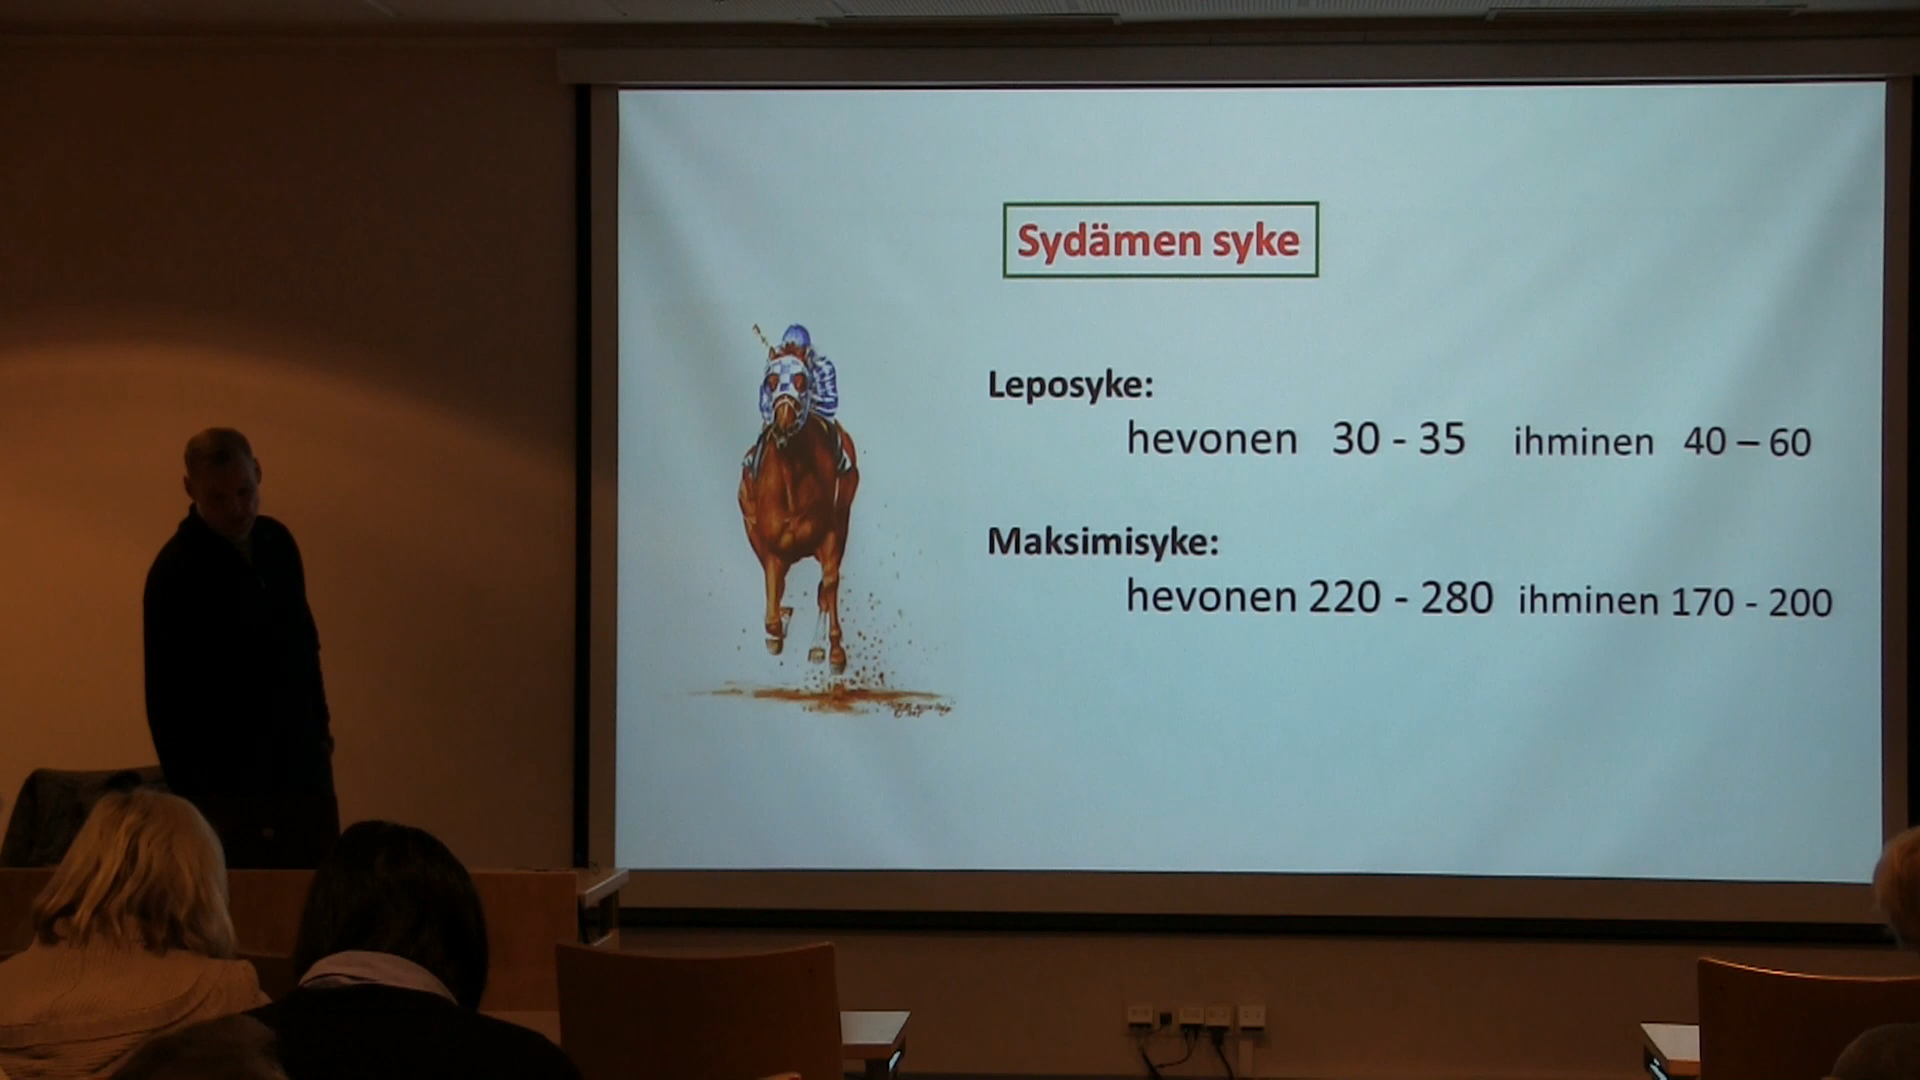 Sydämen syke
Leposyke:
hevonen 30 - 35 ihminen 40 – 60
Maksimisyke:
hevonen 220 - 280 ihminen 170 - 200